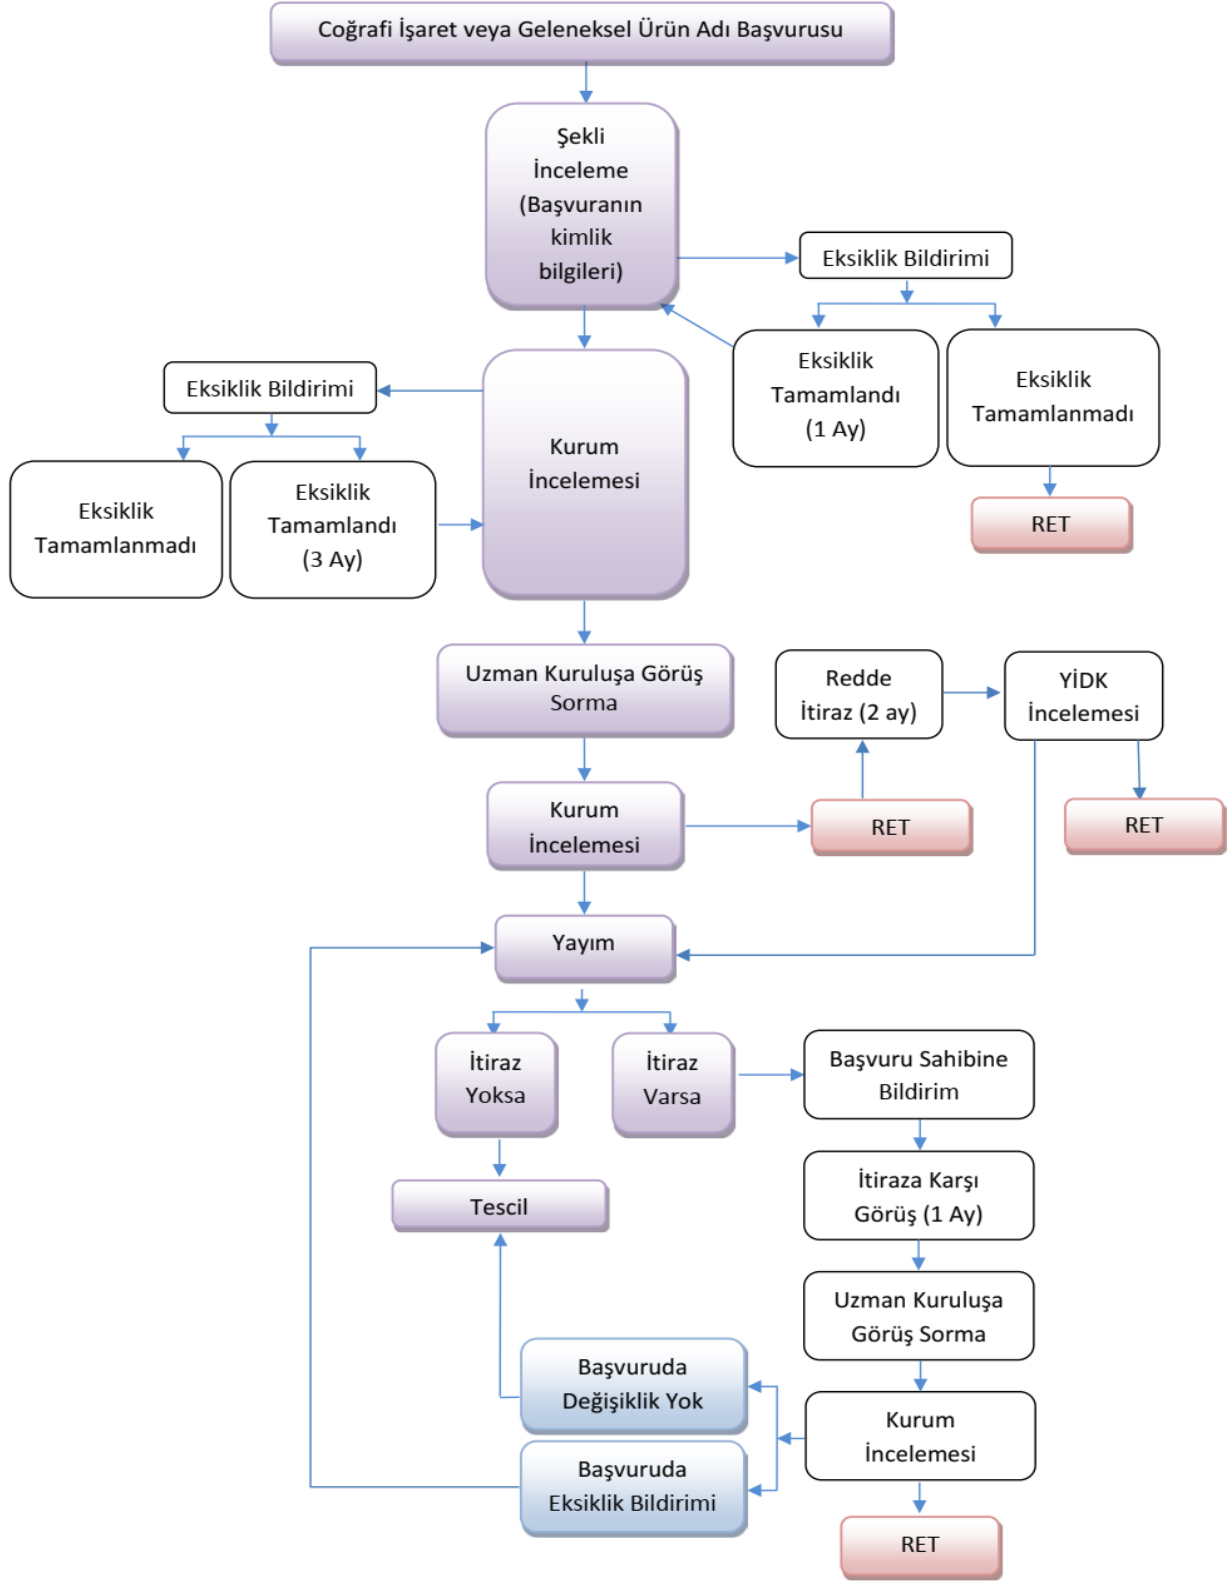 Coğrafi İşaret veya Geleneksel Ürün Adı Başvurusu
Şekli
İnceleme
(Başvuranın
kimlik
bilgileri)
Eksiklik Bildirimi
Eksiklik
Tamamlandı
(1 Ay)
Eksiklik
Tamamlanmadı
RET
Eksiklik Bildirimi
Kurum
İncelemesi
Eksiklik
Tamamlanmadı
Eksiklik
Tamamlandı
(3 Ay)
Uzman Kuruluşa Görüş
Sorma
Redde
İtiraz (2 ay)
YİDK
İncelemesi
Kurum
İncelemesi
RET
RET
Yayım
İtiraz
Yoksa
İtiraz
Varsa
Başvuru Sahibine
Bildirim
Tescil
İtiraza Karşı
Görüş (1 Ay)
Uzman Kuruluşa
Görüş Sorma
Başvuruda
Değişiklik Yok
Kurum
İncelemesi
Başvuruda
Eksiklik Bildirimi
RET